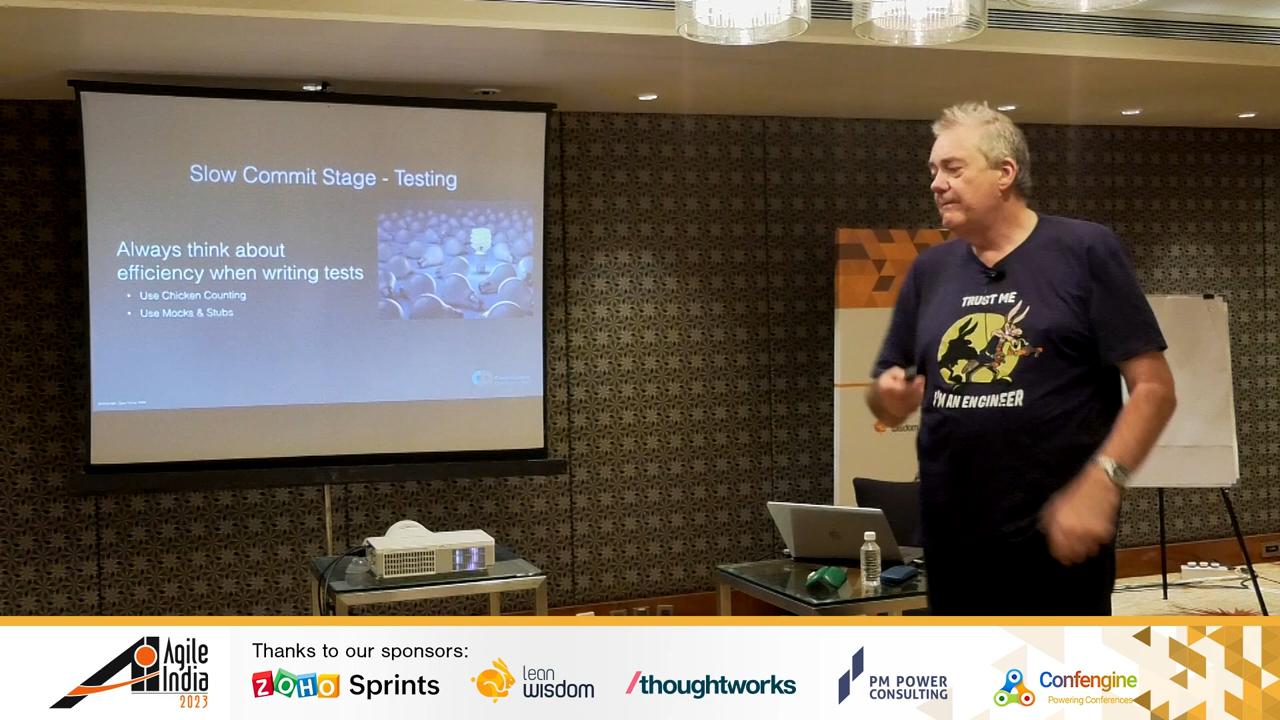 Slow Commit Stage - Testing
Always think about
efficiency when writing tests
• Use Chicken Counting
• Use Mocks & Stubs
TRUST ME
I'M AN ENGINEER
wisdom
Agile
India
2023
Thanks to our sponsors:
ZOHO Sprints
lean
wisdom
/thoughtworks
PM POWER
CONSULTING
Confengine
Powering Conferences